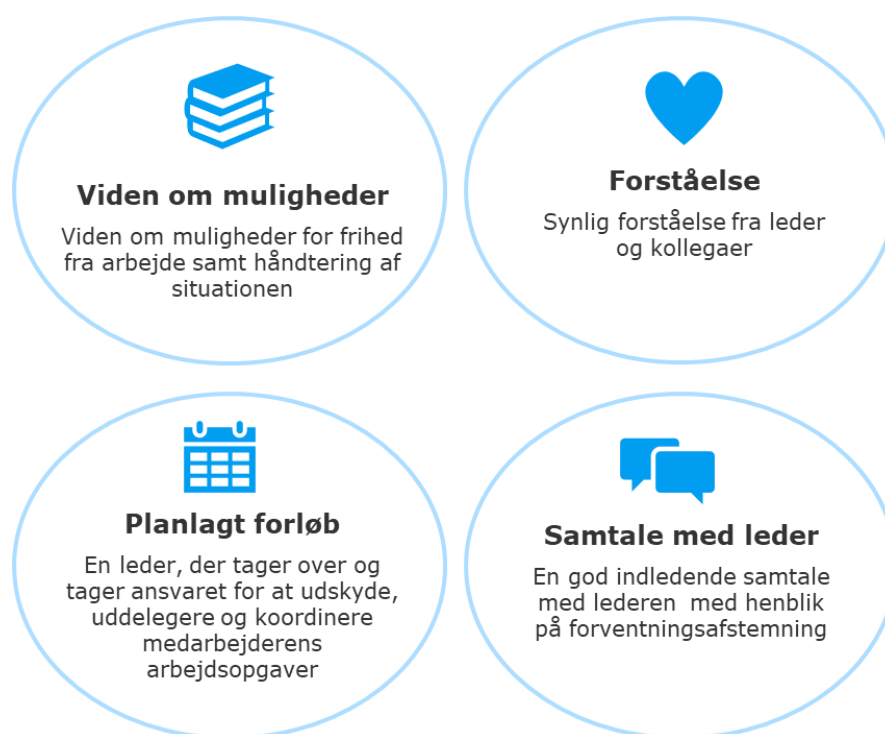 Viden om muligheder
Viden om muligheder for frihed
fra arbejde samt håndtering af
situationen
Forståelse
Synlig forståelse fra leder
og kollegaer
Planlagt forløb
En leder, der tager over og
tager ansvaret for at udskyde,
uddelegere og koordinere
medarbejderens
arbejdsopgaver
Samtale med leder
En god indledende samtale
med lederen  med henblik
på forventningsafstemning